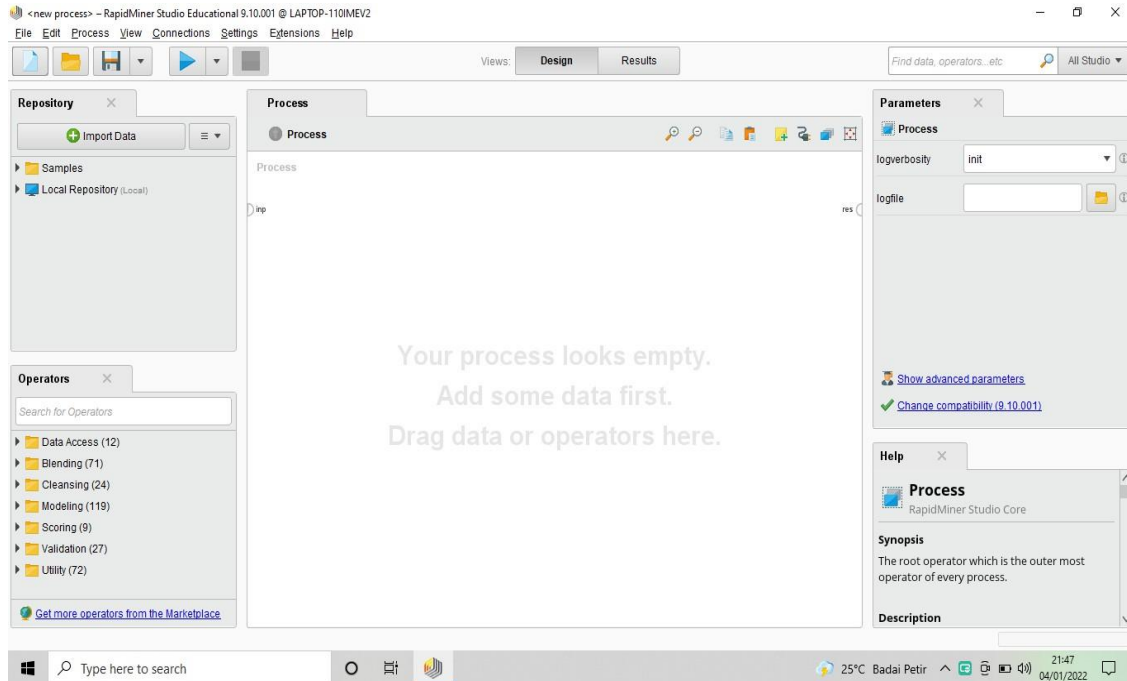 <new process> – RapidMiner Studio Educational 9.10.001 @ LAPTOP-110IMEV2
File Edit Process View Connections Settings Extensions Help
Views: Design Results
Find data, operators...etc All Studio
Repository
Import Data
Samples
Local Repository (Local)
Operators
Search for Operators
Data Access (12)
Blending (71)
Cleansing (24)
Modeling (119)
Scoring (9)
Validation (27)
Utility (72)
Get more operators from the Marketplace
Process
Process
Process
inp
res
Your process looks empty.
Add some data first.
Drag data or operators here.
Parameters
Process
logverbosity init
logfile
Show advanced parameters
Change compatibility (9.10.001)
Help
Process
RapidMiner Studio Core
Synopsis
The root operator which is the outer most
operator of every process.
Description
Type here to search
25°C Badai Petir
21:47
04/01/2022